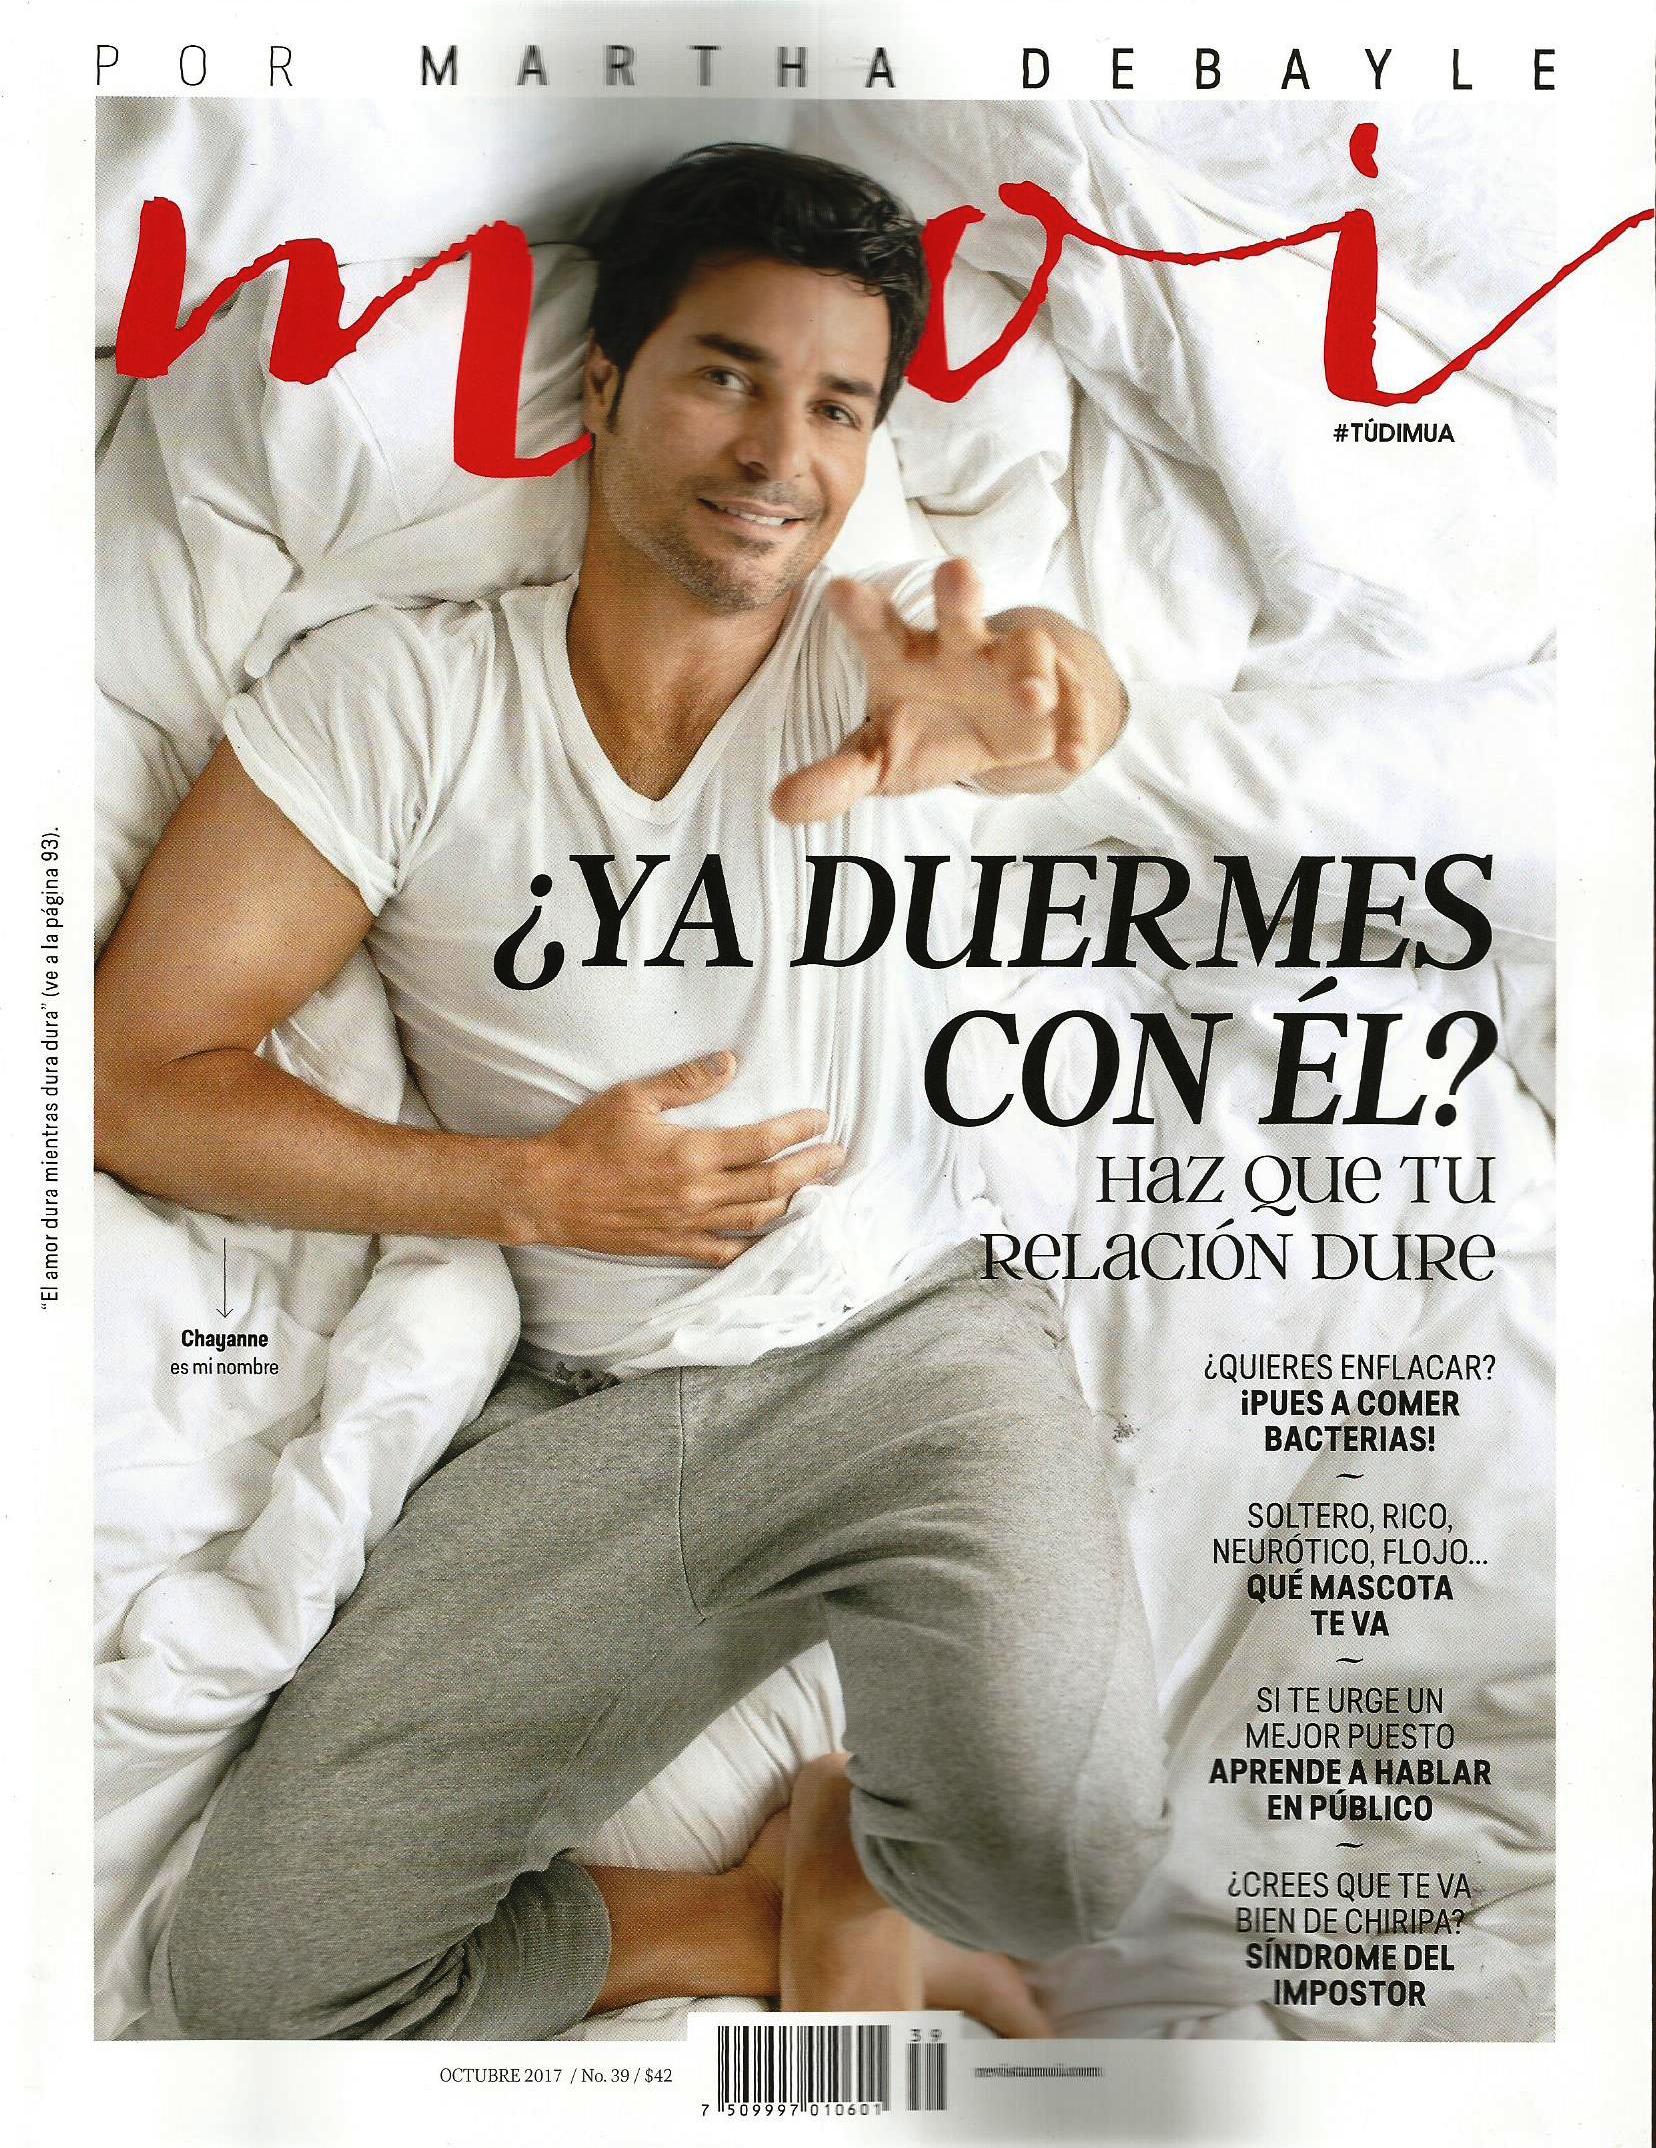 POR MARTHA DEBAYLE
moi
#TÚDIMUA
"El amor dura mientras dura dura" (ve a la página 93).
¿YA DUERMES
CON ÉL?
Haz que tu
relación dure
Chayanne
es mi nombre
¿QUIERES ENFLACAR?
¡PUES A COMER
BACTERIAS!
~
SOLTERO, RICO,
NEURÓTICO, FLOJO...
QUÉ MASCOTA
TE VA
~
SI TE URGE UN
MEJOR PUESTO
APRENDE A HABLAR
EN PÚBLICO
~
¿CREES QUE TE VA
BIEN DE CHIRIPA?
SÍNDROME DEL
IMPOSTOR
OCTUBRE 2017 / No. 39 / $42
39
7 509997 010601